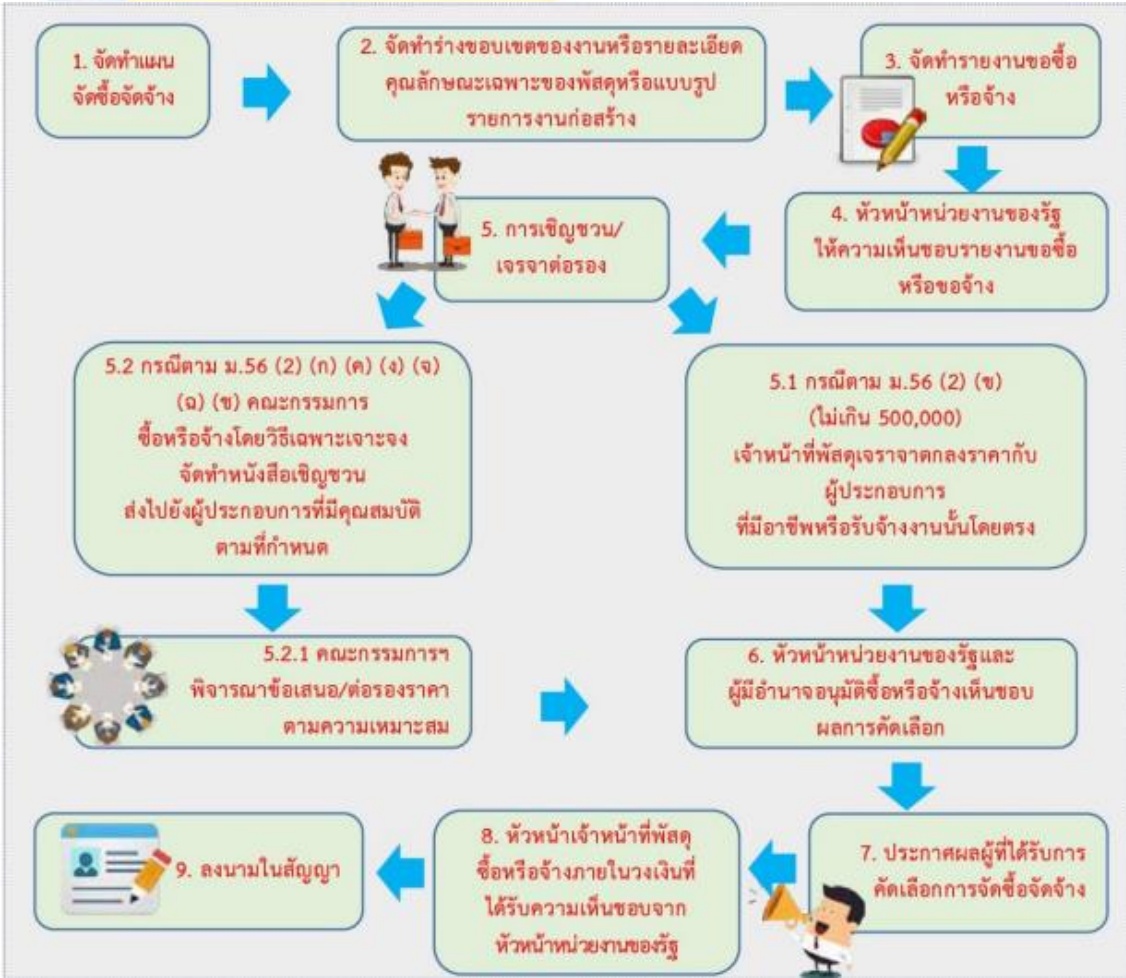 1. จัดทำแผน
จัดซื้อจัดจ้าง
2. จัดทำร่างขอบเขตของงานหรือรายละเอียด
คุณลักษณะเฉพาะของพัสดุหรือแบบรูป
รายการงานก่อสร้าง
3. จัดทำรายงานขอซื้อ
หรือจ้าง
4. หัวหน้าหน่วยงานของรัฐ
ให้ความเห็นชอบรายงานขอซื้อ
หรือขอจ้าง
5. การเชิญชวน/
เจรจาต่อรอง
5.2 กรณีตาม ม.56 (2) (ก) (ค) (ง) (จ)
(ฉ) (ช) คณะกรรมการ
ซื้อหรือจ้างโดยวิธีเฉพาะเจาะจง
จัดทำหนังสือเชิญชวน
ส่งไปยังผู้ประกอบการที่มีคุณสมบัติ
ตามที่กำหนด
5.1 กรณีตาม ม.56 (2) (ข)
(ไม่เกิน 500,000)
เจ้าหน้าที่พัสดุเจราจาตกลงราคากับ
ผู้ประกอบการ
ที่มีอาชีพหรือรับจ้างงานนั้นโดยตรง
5.2.1 คณะกรรมการฯ
พิจารณาข้อเสนอ/ต่อรองราคา
ตามความเหมาะสม
6. หัวหน้าหน่วยงานของรัฐและ
ผู้มีอำนาจอนุมัติซื้อหรือจ้างเห็นชอบ
ผลการคัดเลือก
7. ประกาศผลผู้ที่ได้รับการ
คัดเลือกการจัดซื้อจัดจ้าง
8. หัวหน้าเจ้าหน้าที่พัสดุ
ซื้อหรือจ้างภายในวงเงินที่
ได้รับความเห็นชอบจาก
หัวหน้าหน่วยงานของรัฐ
9. ลงนามในสัญญา